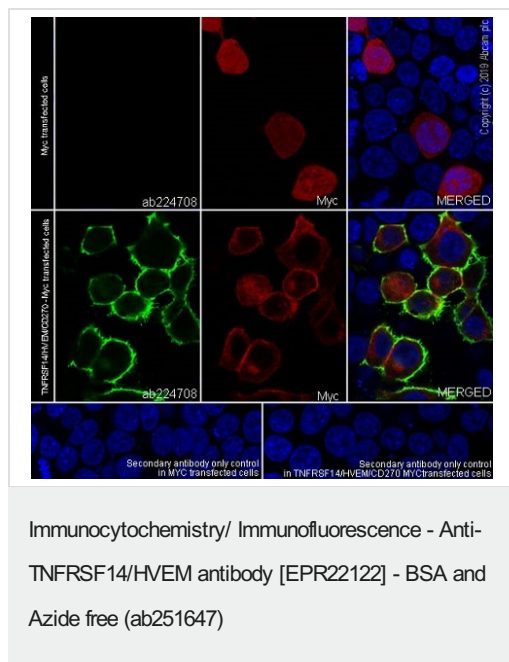 Myc transfected cells
ab224708
Myc
MERGED
Copyright (c) 2019 Abcam plc
TNFRSF14/HVEM/CD270 - Myc transfected cells
ab224708
Myc
MERGED
Secondary antibody only control
in MYC transfected cells
Secondary antibody only control
in TNFRSF14/HVEM/CD270 MYC transfected cells
Immunocytochemistry/ Immunofluorescence - Anti-
TNFRSF14/HVEM antibody [EPR22122] - BSA and
Azide free (ab251647)